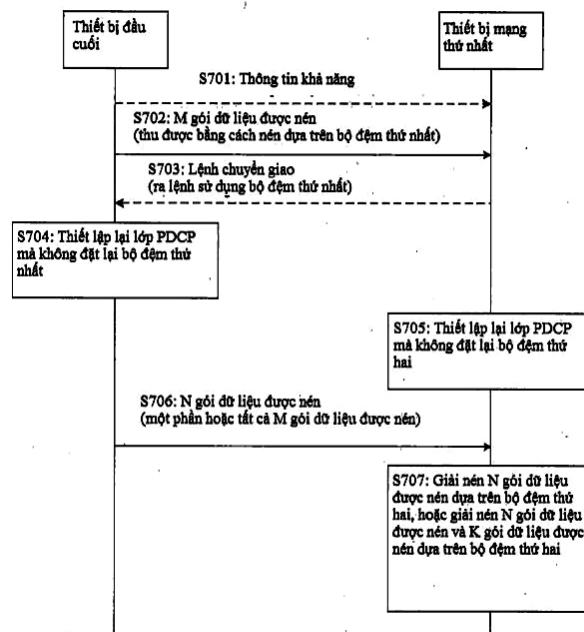 Thiết bị đầu
cuối
Thiết bị mạng
thứ nhất
S701: Thông tin khả năng
S702: M gói dữ liệu được nén
(thu được bằng cách nén dựa trên bộ đệm thứ nhất)
S703: Lệnh chuyển giao
(ra lệnh sử dụng bộ đệm thứ nhất)
S704: Thiết lập lại lớp PDCP
mà không đặt lại bộ đệm thứ
nhất
S705: Thiết lập lại lớp PDCP
mà không đặt lại bộ đệm thứ
hai
S706: N gói dữ liệu được nén
(một phần hoặc tất cả M gói dữ liệu được nén)
S707: Giải nén N gói dữ liệu
được nén dựa trên bộ đệm thứ
hai, hoặc giải nén N gói dữ liệu
được nén và K gói dữ liệu được
nén dựa trên bộ đệm thứ hai